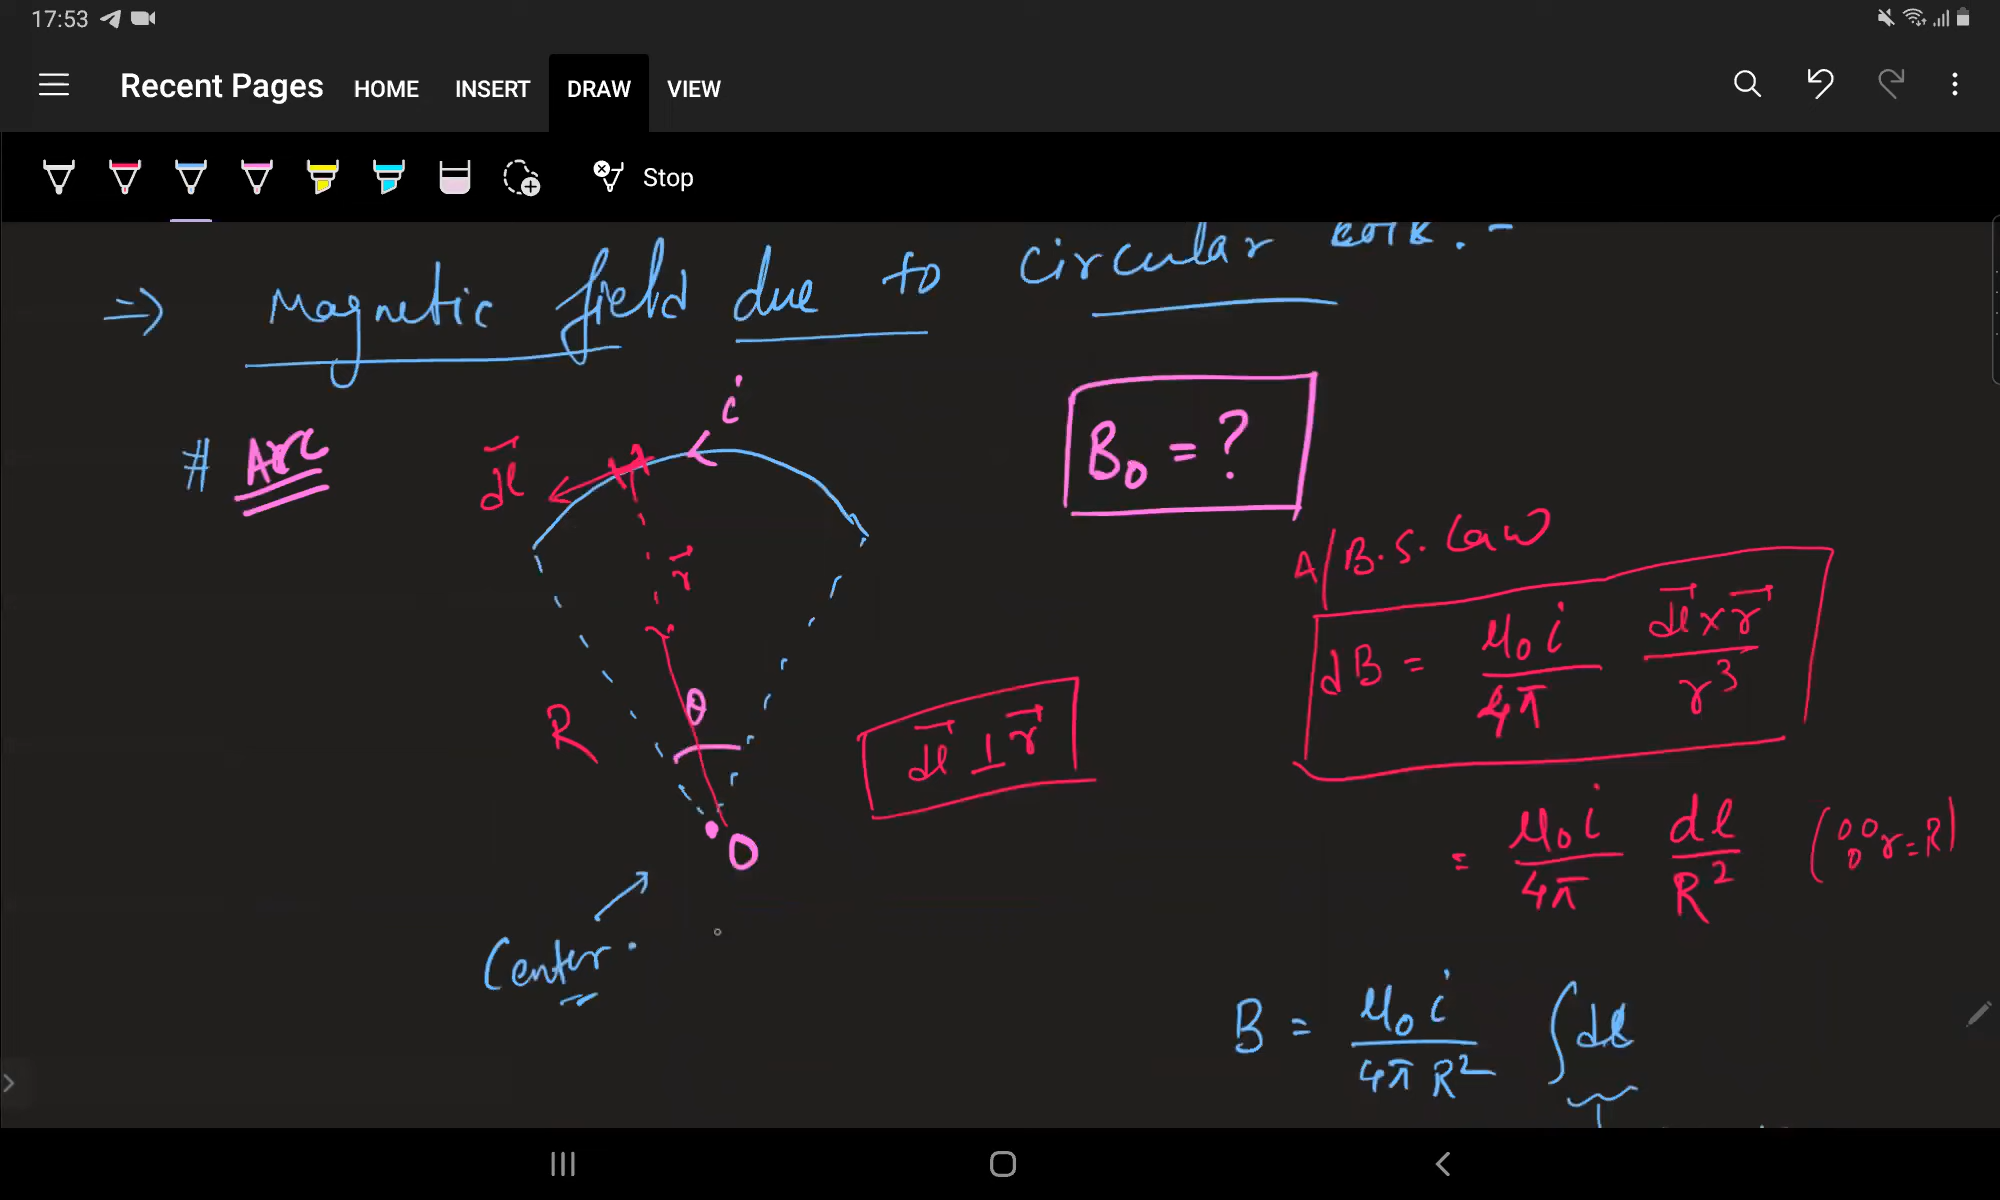 17:53
Recent Pages HOME INSERT DRAW VIEW
Stop
⇒ Magnetic field due to circular
# Arc
i
B₀ = ?
dl⃗
r⃗
A/B.S. Law
dB = μ₀i/4π dl⃗×r⃗/r³
θ
R
dl⃗ ⊥ r⃗
= μ₀i/4π dl/R² (∵ r=R)
O
Center.
B = μ₀i/4πR² ∫dl